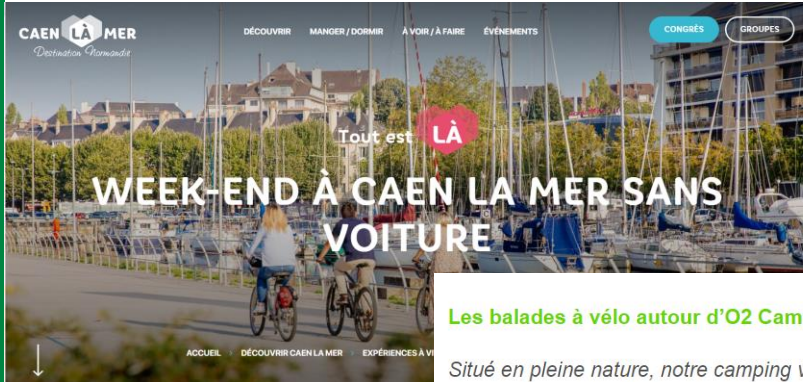 CAEN LÀ MER
Destination Normandie
DÉCOUVRIR MANGER / DORMIR À VOIR / À FAIRE ÉVÉNEMENTS
CONGRÈS GROUPES
Tout est LÀ
WEEK-END À CAEN LA MER SANS
VOITURE
ACCUEIL > DÉCOUVRIR CAEN LA MER > EXPÉRIENCES À VI
Les balades à vélo autour d'O2 Cam
Situé en pleine nature, notre camping v